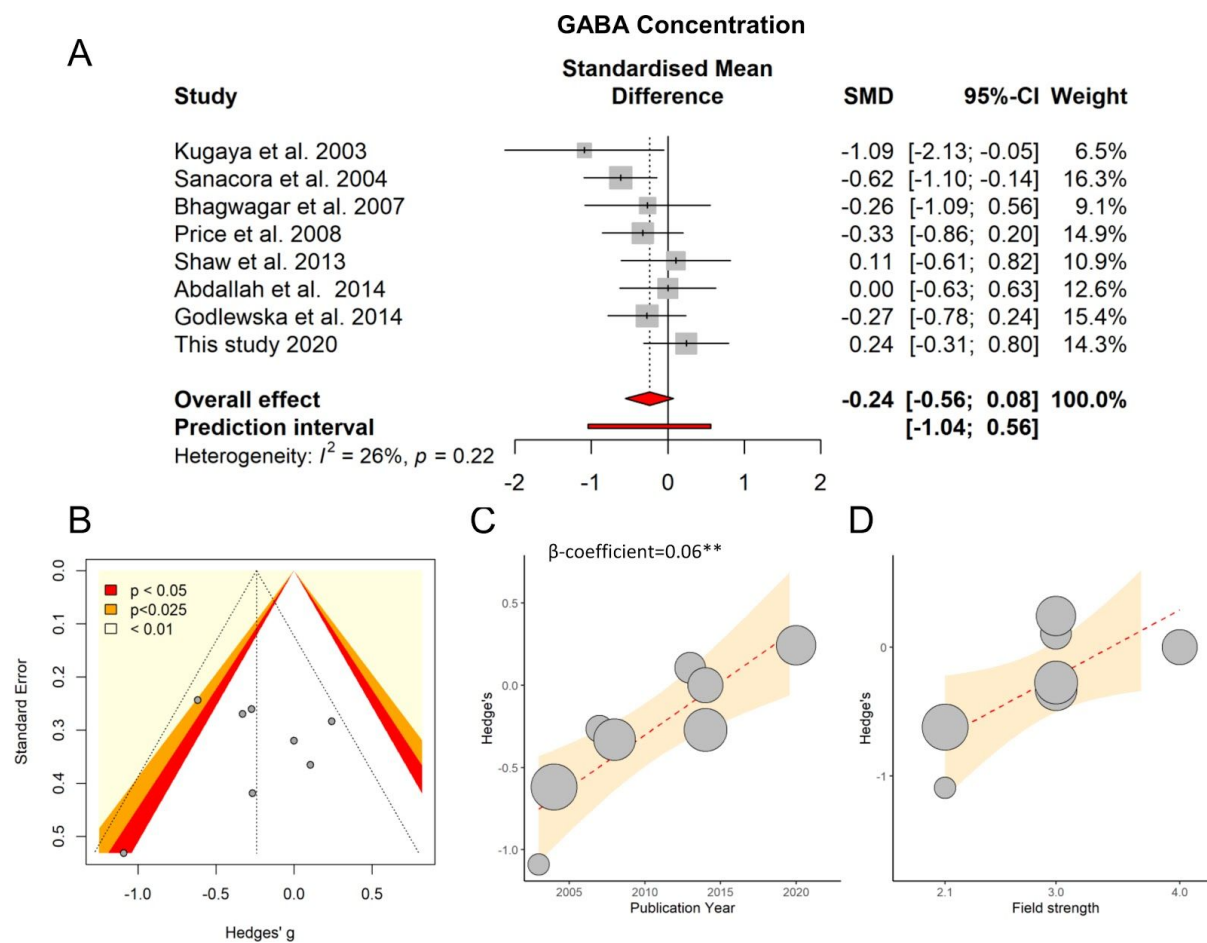 GABA Concentration
A
Study
Standardised Mean
Difference
SMD 95%-CI Weight
Kugaya et al. 2003 -1.09 [-2.13; -0.05] 6.5%
Sanacora et al. 2004 -0.62 [-1.10; -0.14] 16.3%
Bhagwagar et al. 2007 -0.26 [-1.09; 0.56] 9.1%
Price et al. 2008 -0.33 [-0.86; 0.20] 14.9%
Shaw et al. 2013 0.11 [-0.61; 0.82] 10.9%
Abdallah et al. 2014 0.00 [-0.63; 0.63] 12.6%
Godlewska et al. 2014 -0.27 [-0.78; 0.24] 15.4%
This study 2020 0.24 [-0.31; 0.80] 14.3%
Overall effect -0.24 [-0.56; 0.08] 100.0%
Prediction interval [-1.04; 0.56]
Heterogeneity: I² = 26%, p = 0.22
-2 -1 0 1 2
B
p < 0.05
p<0.025
< 0.01
Standard Error
0.0
0.1
0.2
0.3
0.4
0.5
-1.0 -0.5 0.0 0.5
Hedges' g
C
β-coefficient=0.06**
Hedge's
0.5
0.0
-0.5
-1.0
2005 2010 2015 2020
Publication Year
D
Hedge's
0
-1
2.1 3.0 4.0
Field strength